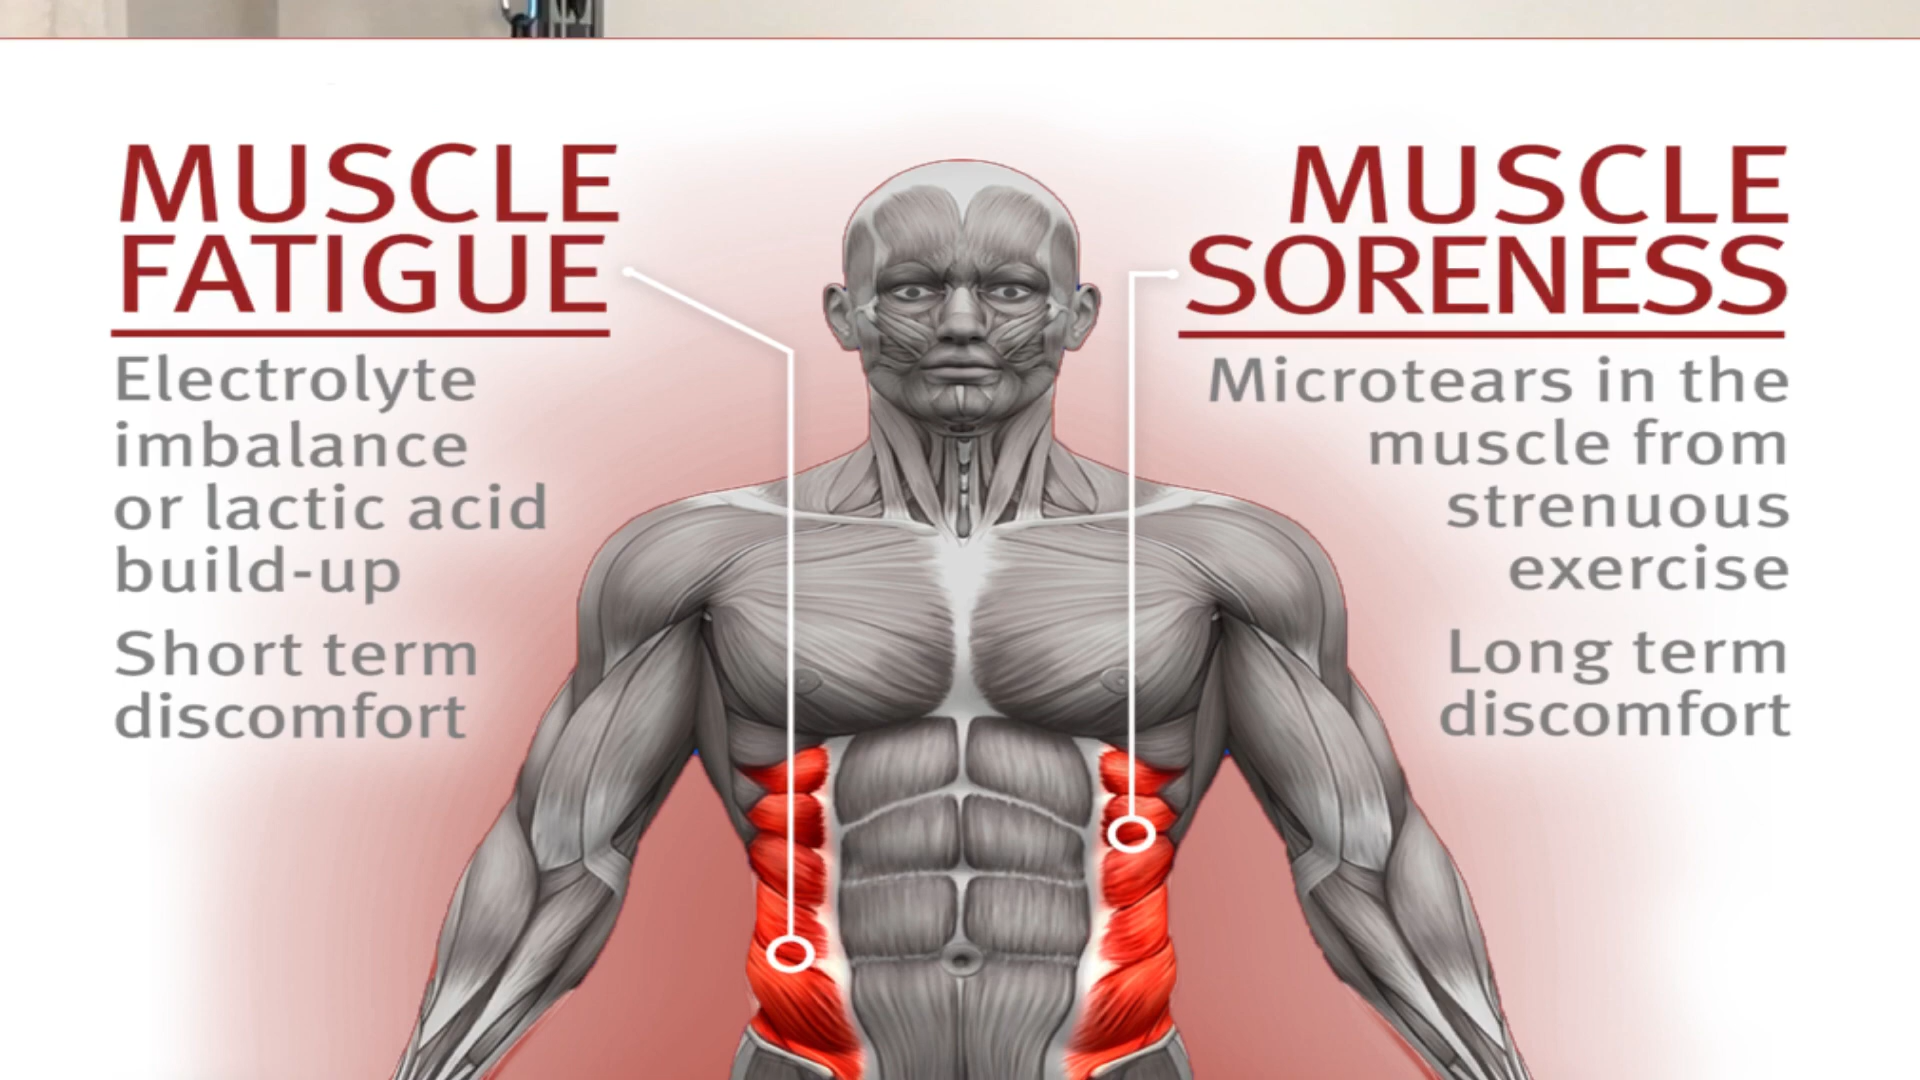 MUSCLE
FATIGUE
Electrolyte
imbalance
or lactic acid
build-up
Short term
discomfort
MUSCLE
SORENESS
Microtears in the
muscle from
strenuous
exercise
Long term
discomfort